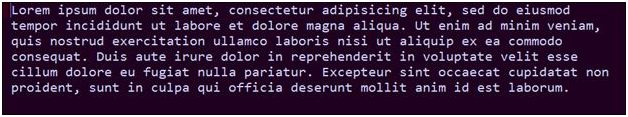 Lorem ipsum dolor sit amet, consectetur adipisicing elit, sed do eiusmod
tempor incididunt ut labore et dolore magna aliqua. Ut enim ad minim veniam,
quis nostrud exercitation ullamco laboris nisi ut aliquip ex ea commodo
consequat. Duis aute irure dolor in reprehenderit in voluptate velit esse
cillum dolore eu fugiat nulla pariatur. Excepteur sint occaecat cupidatat non
proident, sunt in culpa qui officia deserunt mollit anim id est laborum.